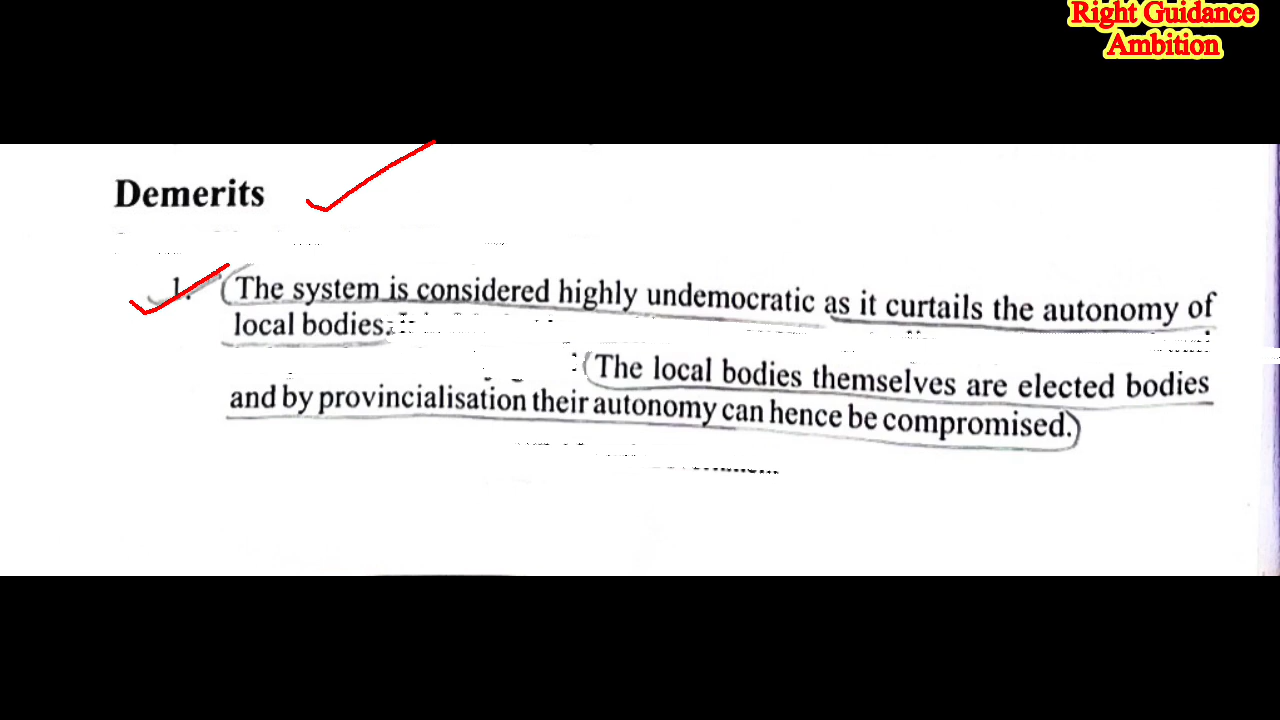 Right Guidance
Ambition
Demerits
1. The system is considered highly undemocratic as it curtails the autonomy of
local bodies.
The local bodies themselves are elected bodies
and by provincialisation their autonomy can hence be compromised.